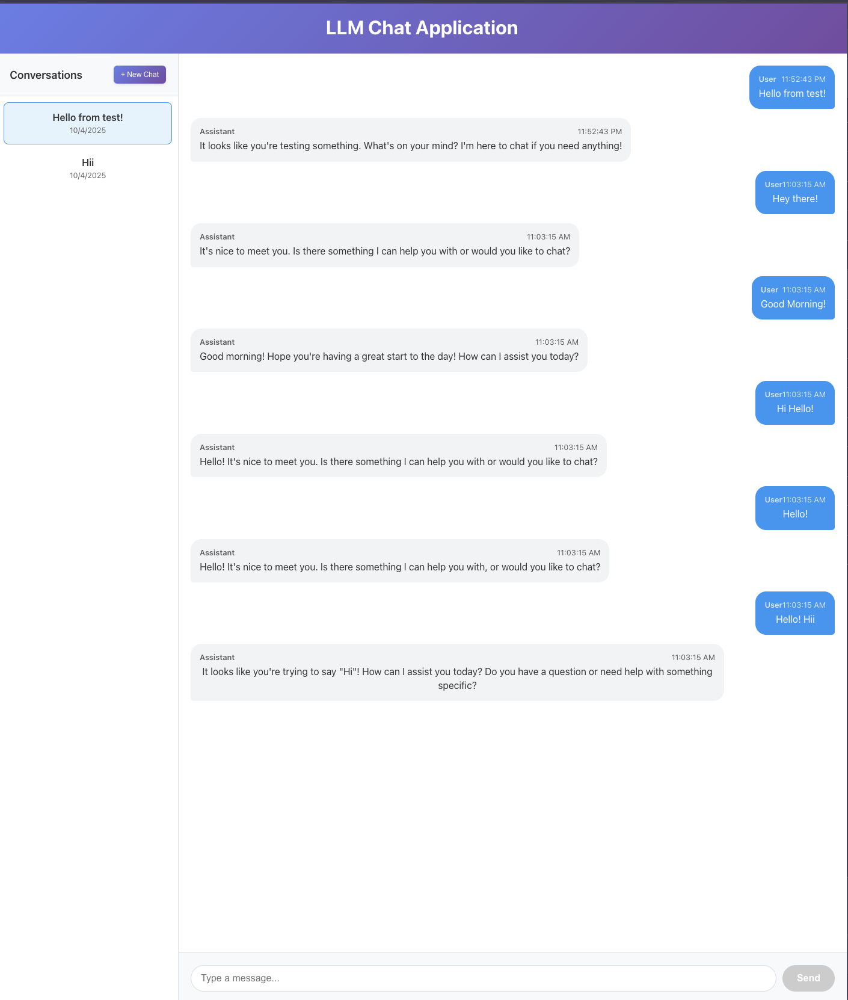 LLM Chat Application
Conversations
+ New Chat
Hello from test!
10/4/2025
Hii
10/4/2025
User 11:52:43 PM
Hello from test!
Assistant 11:52:43 PM
It looks like you're testing something. What's on your mind? I'm here to chat if you need anything!
User11:03:15 AM
Hey there!
Assistant 11:03:15 AM
It's nice to meet you. Is there something I can help you with or would you like to chat?
User 11:03:15 AM
Good Morning!
Assistant 11:03:15 AM
Good morning! Hope you're having a great start to the day! How can I assist you today?
User11:03:15 AM
Hi Hello!
Assistant 11:03:15 AM
Hello! It's nice to meet you. Is there something I can help you with or would you like to chat?
User11:03:15 AM
Hello!
Assistant 11:03:15 AM
Hello! It's nice to meet you. Is there something I can help you with, or would you like to chat?
User11:03:15 AM
Hello! Hii
Assistant 11:03:15 AM
It looks like you're trying to say "Hi"! How can I assist you today? Do you have a question or need help with something
specific?
Type a message...
Send